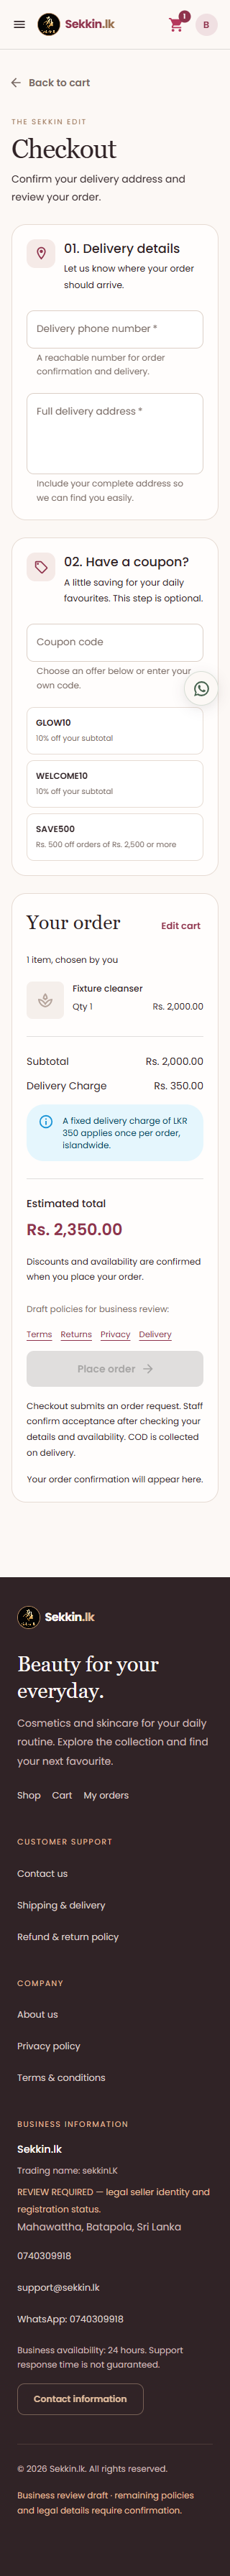 Sekkin.lk
1
B
Back to cart
THE SEKKIN EDIT
Checkout
Confirm your delivery address and
review your order.
01. Delivery details
Let us know where your order
should arrive.
Delivery phone number *
A reachable number for order
confirmation and delivery.
Full delivery address *
Include your complete address so
we can find you easily.
02. Have a coupon?
A little saving for your daily
favourites. This step is optional.
Coupon code
Choose an offer below or enter your
own code.
GLOW10
10% off your subtotal
WELCOME10
10% off your subtotal
SAVE500
Rs. 500 off orders of Rs. 2,500 or more
Your order
Edit cart
1 item, chosen by you
Fixture cleanser
Qty 1 Rs. 2,000.00
Subtotal Rs. 2,000.00
Delivery Charge Rs. 350.00
A fixed delivery charge of LKR
350 applies once per order,
islandwide.
Estimated total
Rs. 2,350.00
Discounts and availability are confirmed
when you place your order.
Draft policies for business review:
Terms Returns Privacy Delivery
Place order
Checkout submits an order request. Staff
confirm acceptance after checking your
details and availability. COD is collected
on delivery.
Your order confirmation will appear here.
Sekkin.lk
Beauty for your
everyday.
Cosmetics and skincare for your daily
routine. Explore the collection and find
your next favourite.
Shop Cart My orders
CUSTOMER SUPPORT
Contact us
Shipping & delivery
Refund & return policy
COMPANY
About us
Privacy policy
Terms & conditions
BUSINESS INFORMATION
Sekkin.lk
Trading name: sekkinLK
REVIEW REQUIRED — legal seller identity and
registration status.
Mahawattha, Batapola, Sri Lanka
0740309918
support@sekkin.lk
WhatsApp: 0740309918
Business availability: 24 hours. Support
response time is not guaranteed.
Contact information
© 2026 Sekkin.lk. All rights reserved.
Business review draft · remaining policies
and legal details require confirmation.